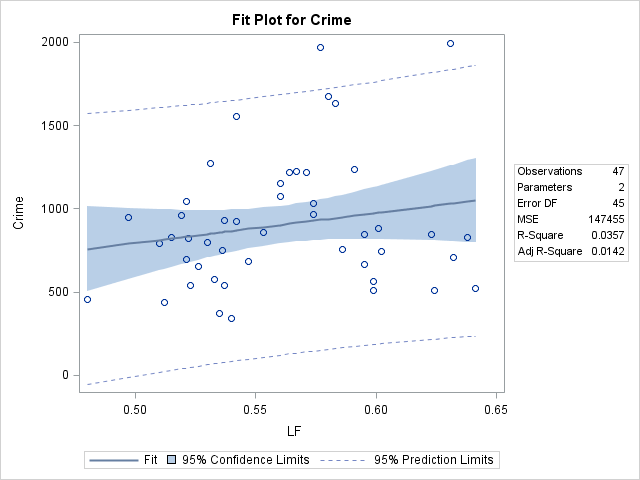 Fit Plot for Crime
2000
1500
1000
500
0
Crime
0.50 0.55 0.60 0.65
LF
Observations 47
Parameters 2
Error DF 45
MSE 147455
R-Square 0.0357
Adj R-Square 0.0142
Fit 95% Confidence Limits 95% Prediction Limits